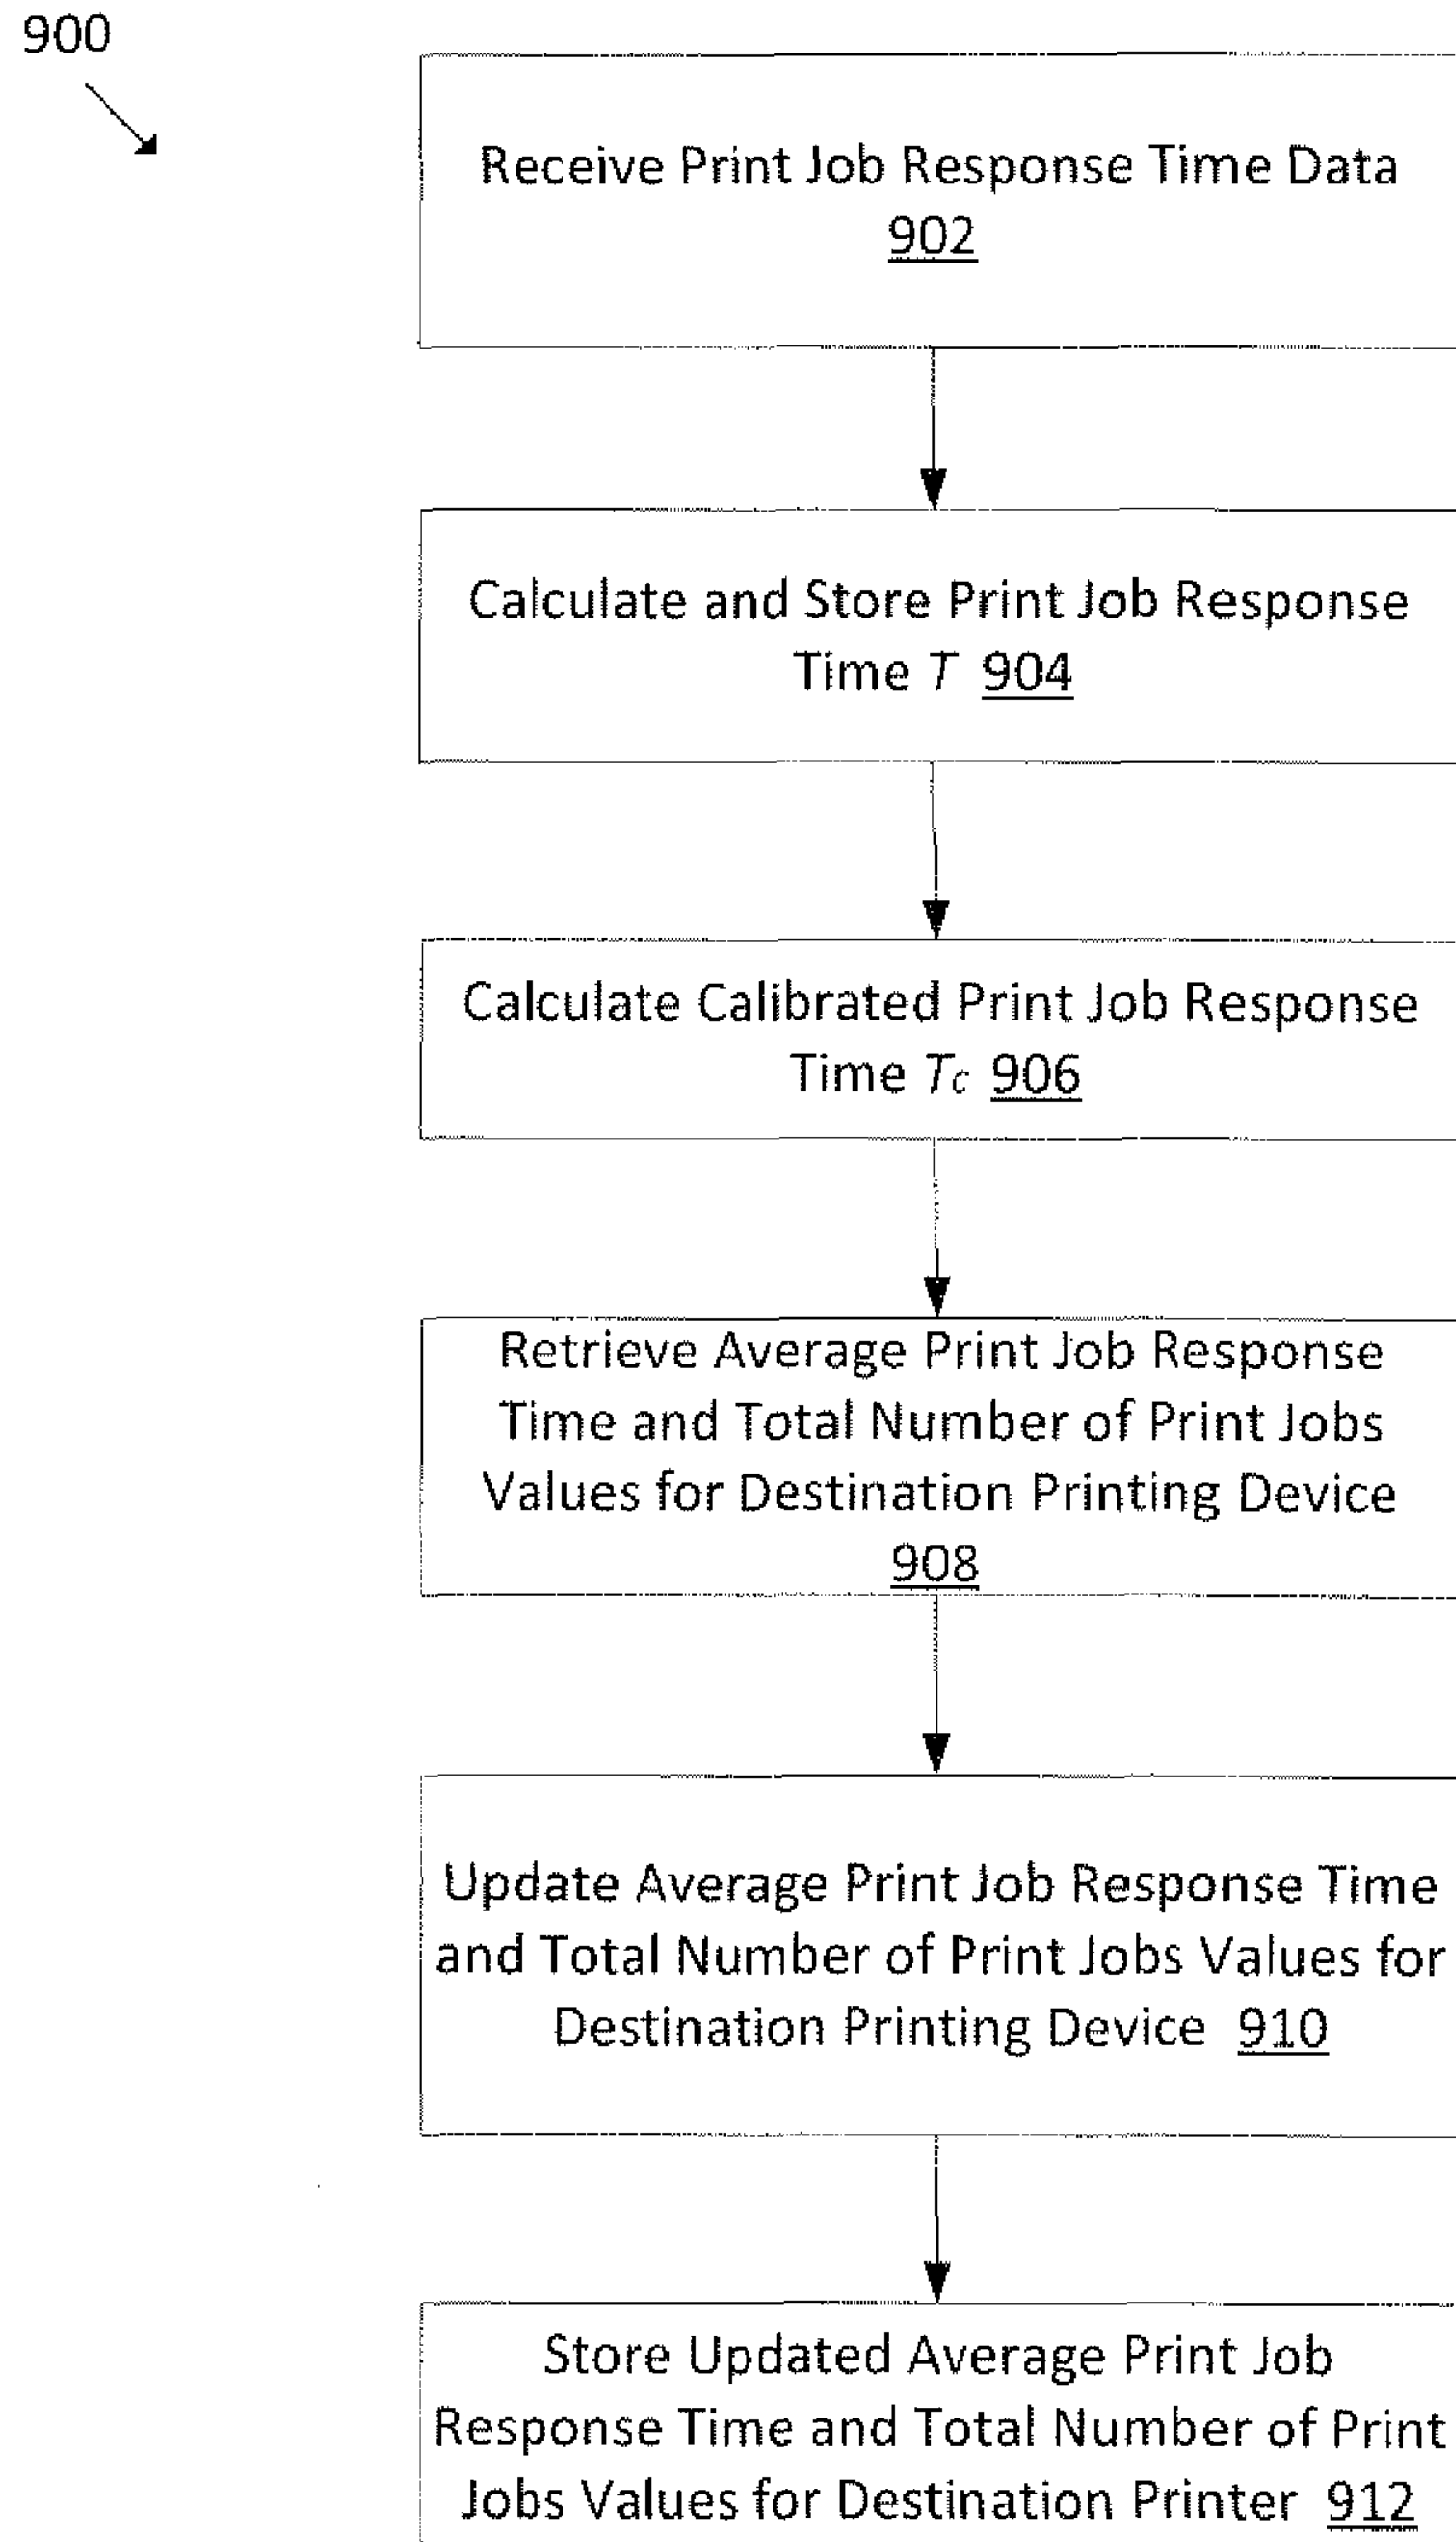 900
Receive Print Job Response Time Data
902
Calculate and Store Print Job Response
Time T 904
Calculate Calibrated Print Job Response
Time Tc 906
Retrieve Average Print Job Response
Time and Total Number of Print Jobs
Values for Destination Printing Device
908
Update Average Print Job Response Time
and Total Number of Print Jobs Values for
Destination Printing Device 910
Store Updated Average Print Job
Response Time and Total Number of Print
Jobs Values for Destination Printer 912